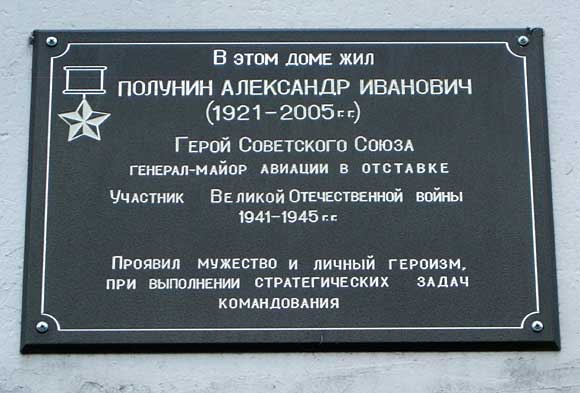 В этом доме жил
Полунин Александр Иванович
(1921-2005г.г.)
Герой Советского Союза
генерал-майор авиации в отставке
Участник Великой Отечественной войны
1941-1945 г.г
Проявил мужество и личный героизм,
при выполнении стратегических задач
командования